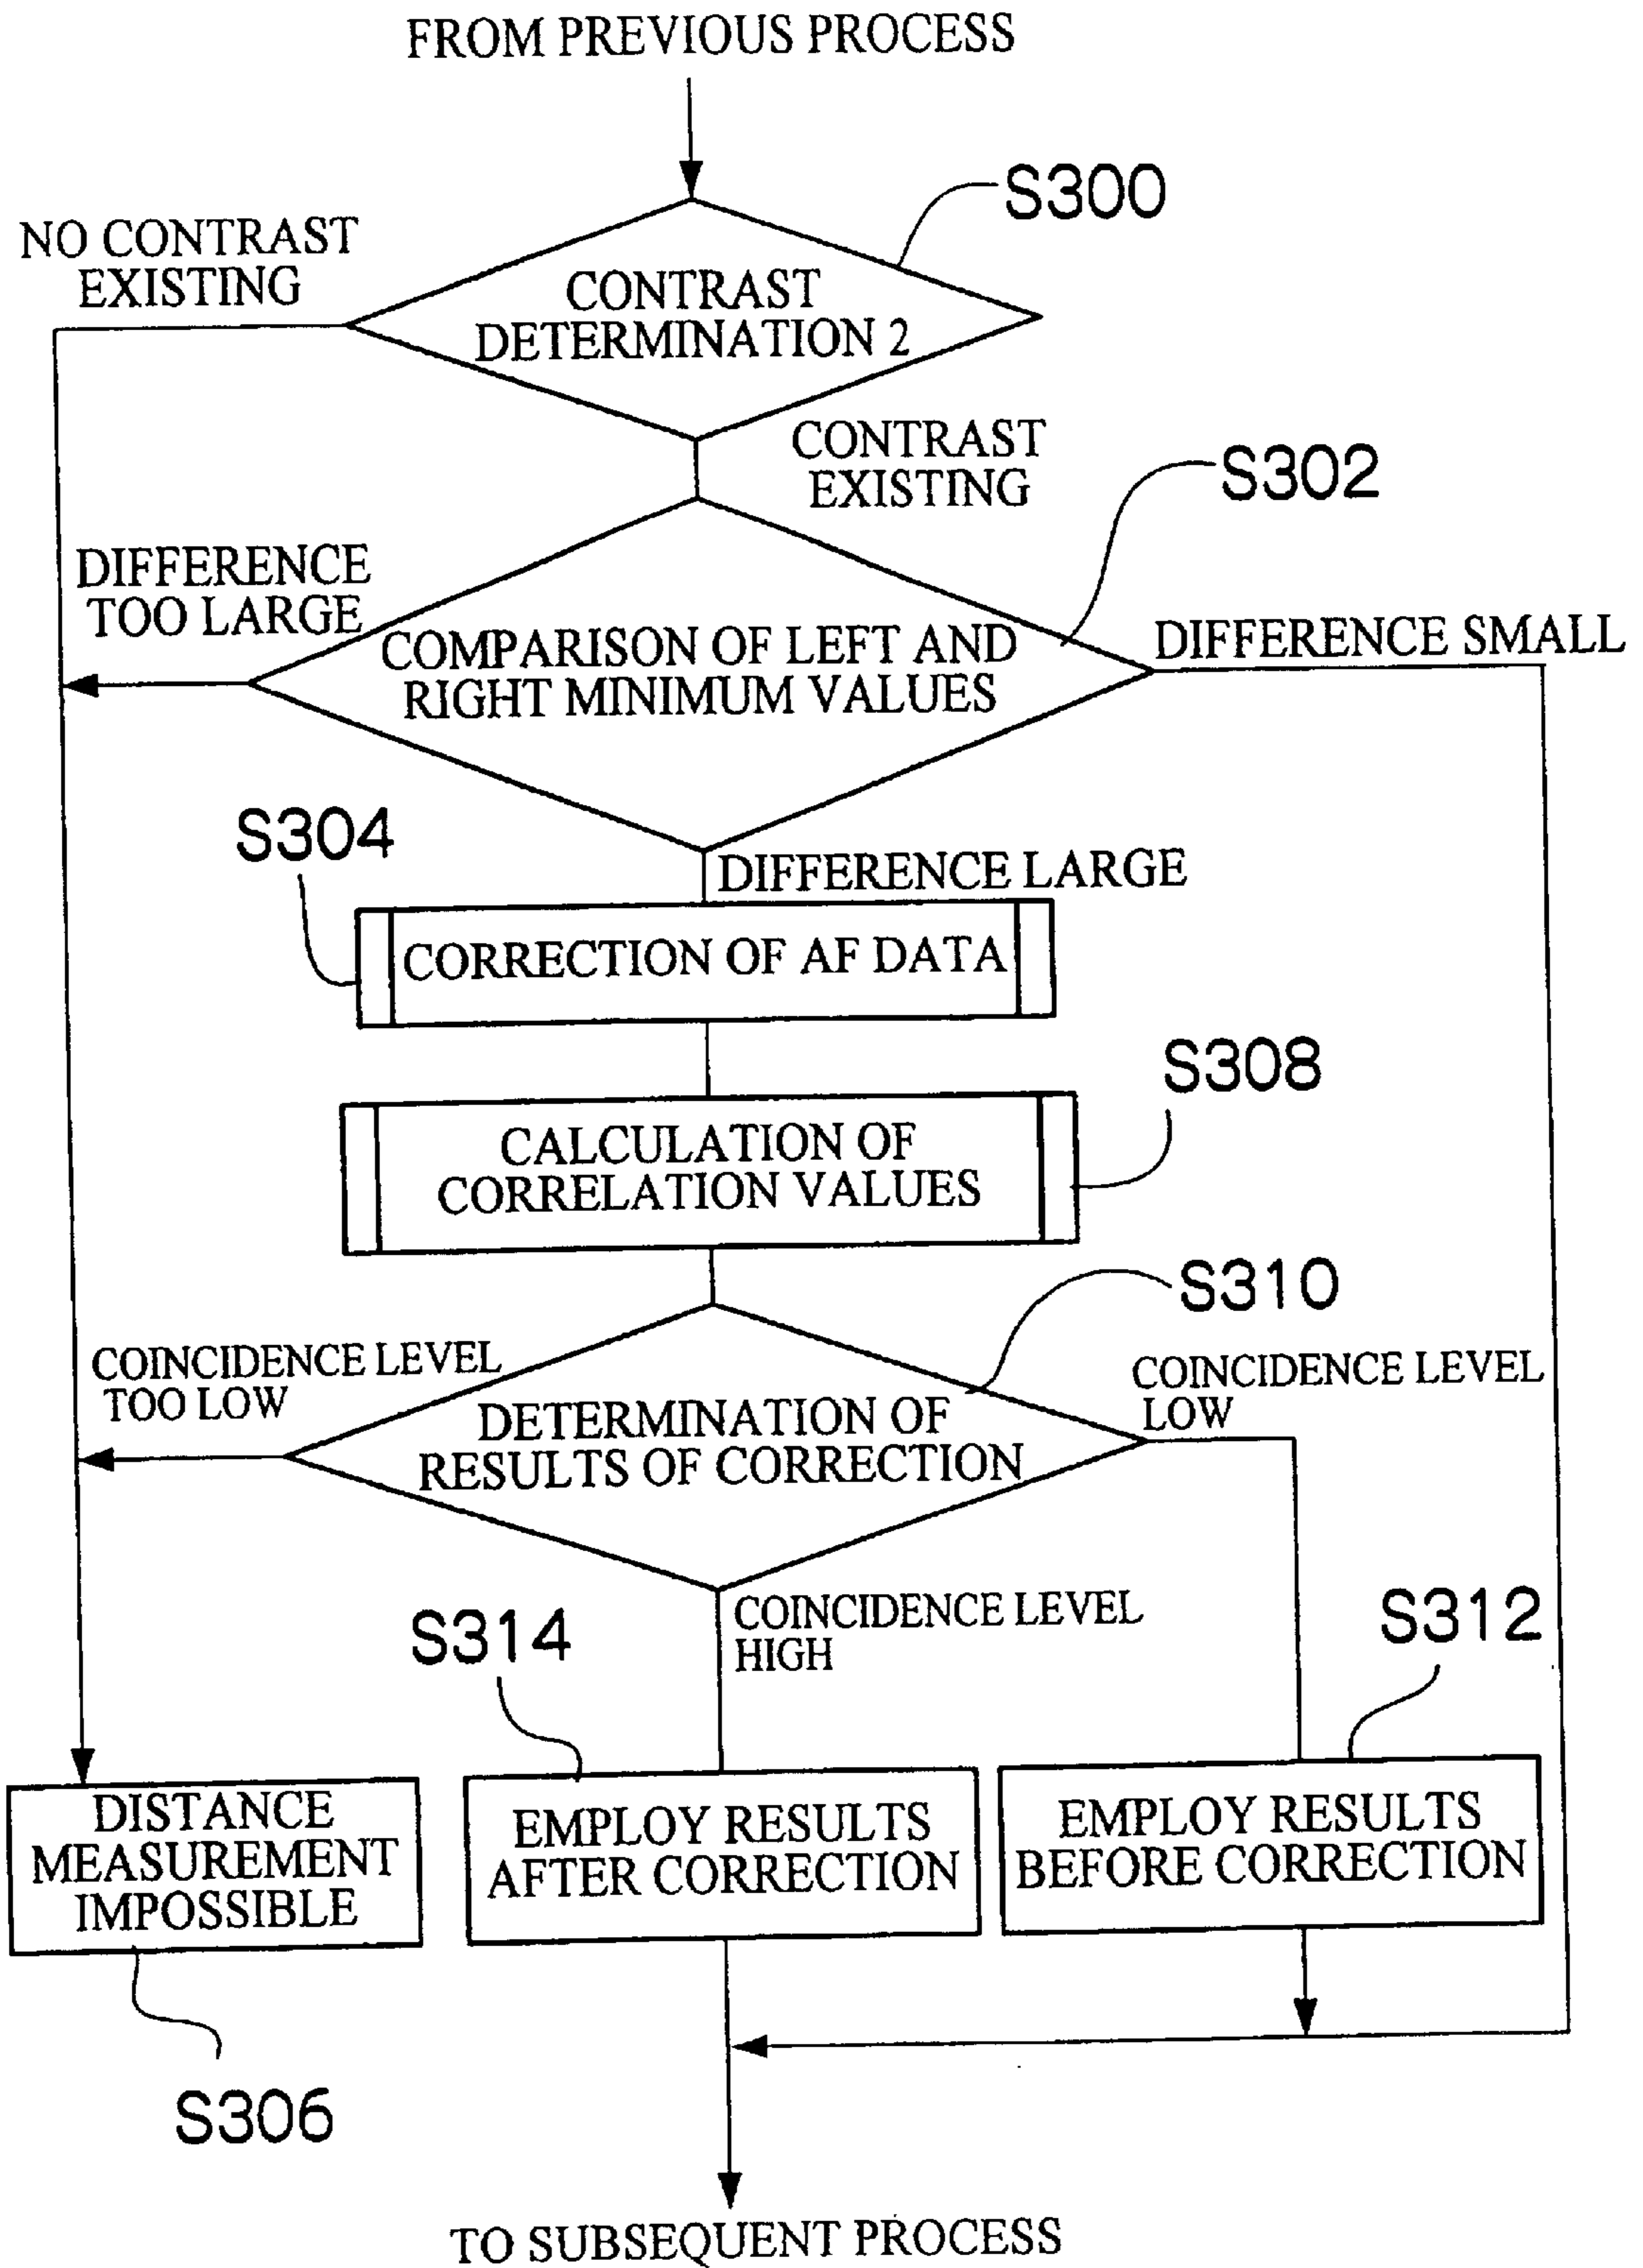 FROM PREVIOUS PROCESS
S300
NO CONTRAST
EXISTING
CONTRAST
DETERMINATION 2
CONTRAST
EXISTING
S302
DIFFERENCE
TOO LARGE
COMPARISON OF LEFT AND
RIGHT MINIMUM VALUES
DIFFERENCE SMALL
S304
DIFFERENCE LARGE
CORRECTION OF AF DATA
S308
CALCULATION OF
CORRELATION VALUES
S310
COINCIDENCE LEVEL
TOO LOW
DETERMINATION OF
RESULTS OF CORRECTION
COINCIDENCE LEVEL
LOW
S314
COINCIDENCE LEVEL
HIGH
S312
DISTANCE
MEASUREMENT
IMPOSSIBLE
EMPLOY RESULTS
AFTER CORRECTION
EMPLOY RESULTS
BEFORE CORRECTION
S306
TO SUBSEQUENT PROCESS